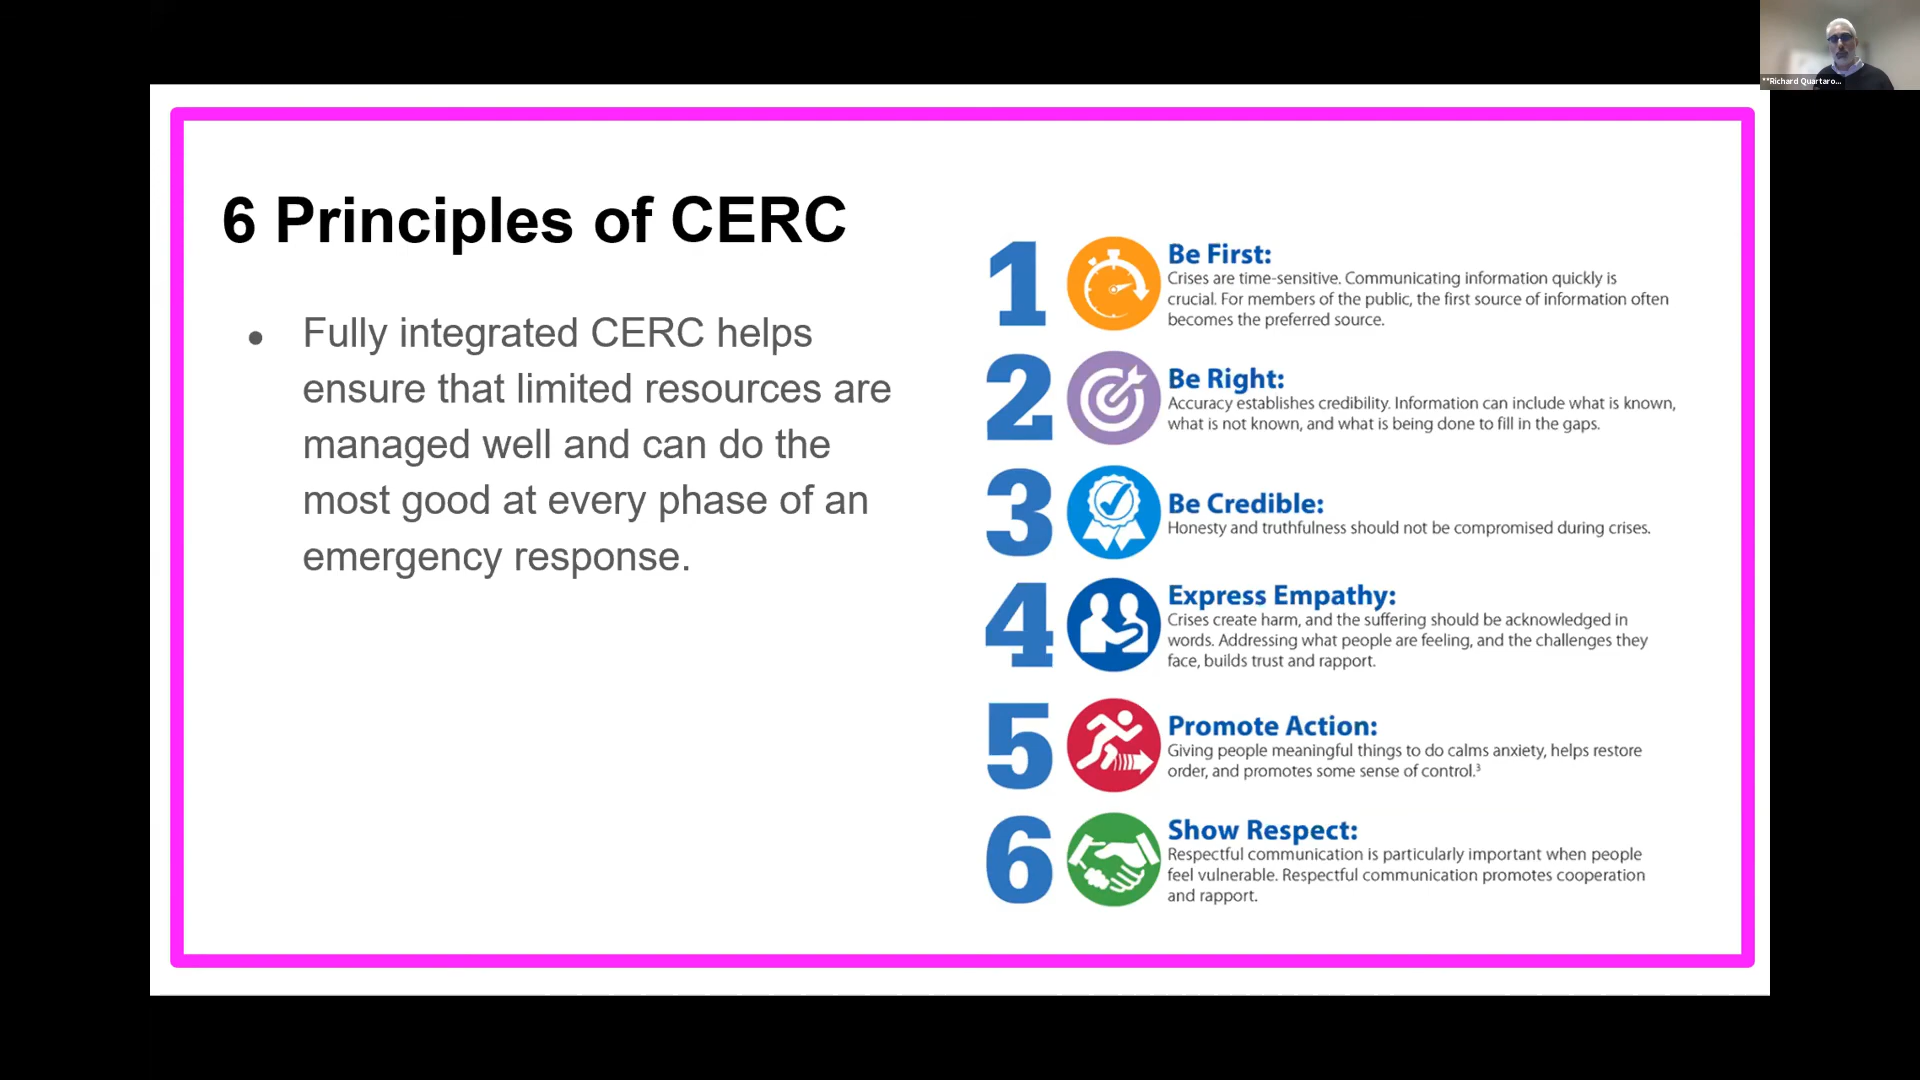 **Richard Quartaro...
6 Principles of CERC
● Fully integrated CERC helps
ensure that limited resources are
managed well and can do the
most good at every phase of an
emergency response.
1
Be First:
Crises are time-sensitive. Communicating information quickly is
crucial. For members of the public, the first source of information often
becomes the preferred source.
2
Be Right:
Accuracy establishes credibility. Information can include what is known,
what is not known, and what is being done to fill in the gaps.
3
Be Credible:
Honesty and truthfulness should not be compromised during crises.
4
Express Empathy:
Crises create harm, and the suffering should be acknowledged in
words. Addressing what people are feeling, and the challenges they
face, builds trust and rapport.
5
Promote Action:
Giving people meaningful things to do calms anxiety, helps restore
order, and promotes some sense of control.³
6
Show Respect:
Respectful communication is particularly important when people
feel vulnerable. Respectful communication promotes cooperation
and rapport.